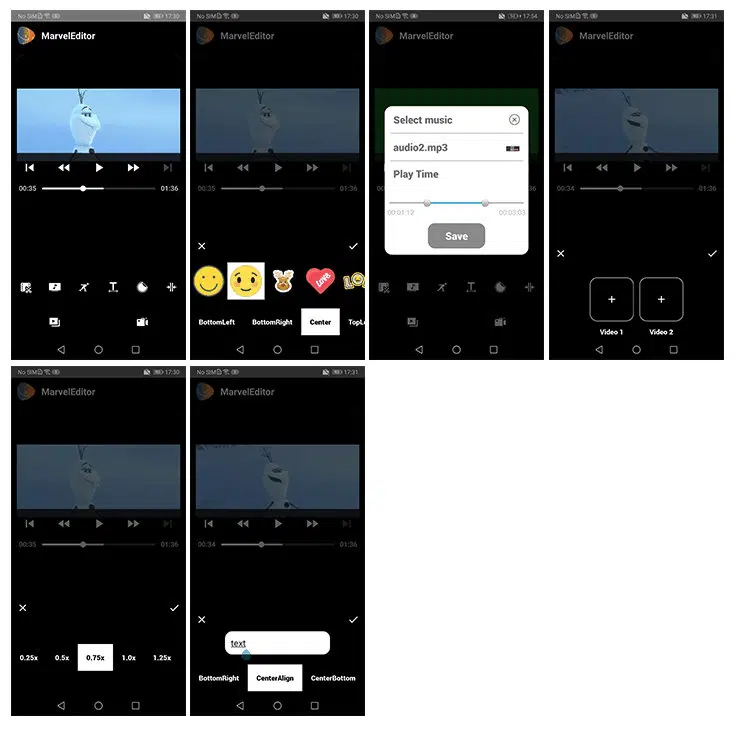 No SIM 17:30
MarvelEditor
00:35 01:36
No SIM 17:30
MarvelEditor
00:35 01:36
LOVE
BottomLeft BottomRight Center TopL
No SIM 17:54
MarvelEditor
Select music
audio2.mp3
Play Time
00:01:12 00:03:03
Save
No SIM 17:31
MarvelEditor
00:34 01:36
Video 1 Video 2
No SIM 17:30
MarvelEditor
00:35 01:36
0.25x 0.5x 0.75x 1.0x 1.25x
No SIM 17:31
MarvelEditor
00:34 01:36
text
BottomRight CenterAlign CenterBottom